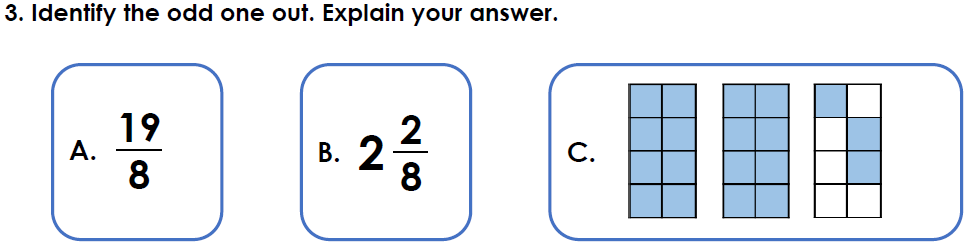 3. Identify the odd one out. Explain your answer.
A. 19/8
B. 2 2/8
C.